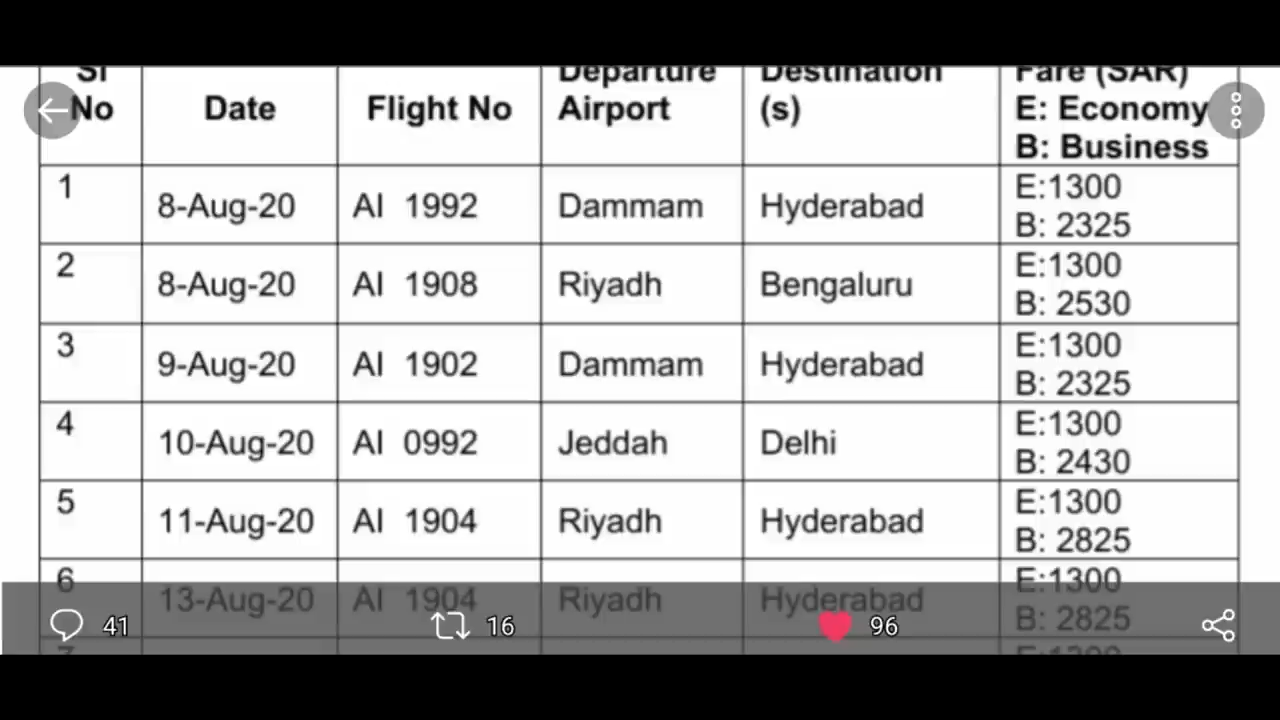 Sl No Date Flight No Departure Airport Destination (s) Fare (SAR) E: Economy B: Business
1 8-Aug-20 AI 1992 Dammam Hyderabad E:1300 B: 2325
2 8-Aug-20 AI 1908 Riyadh Bengaluru E:1300 B: 2530
3 9-Aug-20 AI 1902 Dammam Hyderabad E:1300 B: 2325
4 10-Aug-20 AI 0992 Jeddah Delhi E:1300 B: 2430
5 11-Aug-20 AI 1904 Riyadh Hyderabad E:1300 B: 2825
6 13-Aug-20 AI 1904 Riyadh Hyderabad E:1300 B: 2825
41 16 96